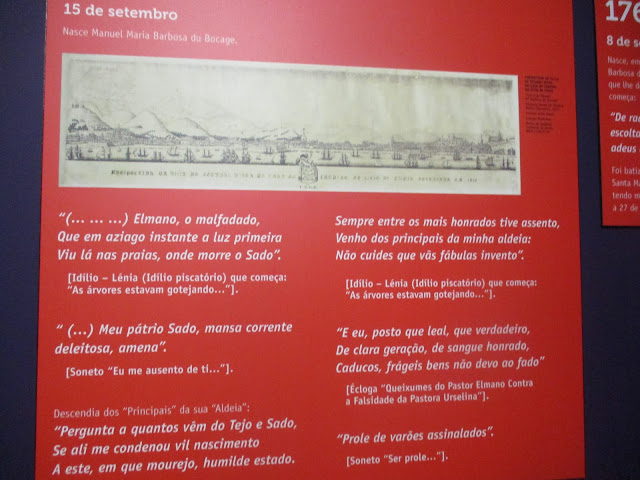 15 de setembro
Nasce Manuel Maria Barbosa du Bocage.
“(... ... ...) Elmano, o malfadado,
Que em aziago instante a luz primeira
Viu lá nas praias, onde morre o Sado”.
[Idílio – Lénia (Idílio piscatório) que começa:
“As árvores estavam gotejando...”].
“ (...) Meu pátrio Sado, mansa corrente
deleitosa, amena”.
[Soneto “Eu me ausento de ti...”].
Descendia dos “Principais” da sua “Aldeia”:
“Pergunta a quantos vêm do Tejo e Sado,
Se ali me condenou vil nascimento
A este, em que mourejo, humilde estado.
Sempre entre os mais honrados tive assento,
Venho dos principais da minha aldeia:
Não cuides que vãs fábulas invento”.
[Idílio – Lénia (Idílio piscatório) que começa:
“As árvores estavam gotejando...”].
“E eu, posto que leal, que verdadeiro,
De clara geração, de sangue honrado,
Caducos, frágeis bens não devo ao fado”
[Écloga “Queixumes do Pastor Elmano Contra
a Falsidade da Pastora Urselina”].
“Prole de varões assinalados”.
[Soneto “Ser prole...”].
176
8 de s
Nasce, em
Barbosa d
que lhe d
começa:
“De ra
escolta
adeus
Foi bati
Santa M
tendo m
a 27 de